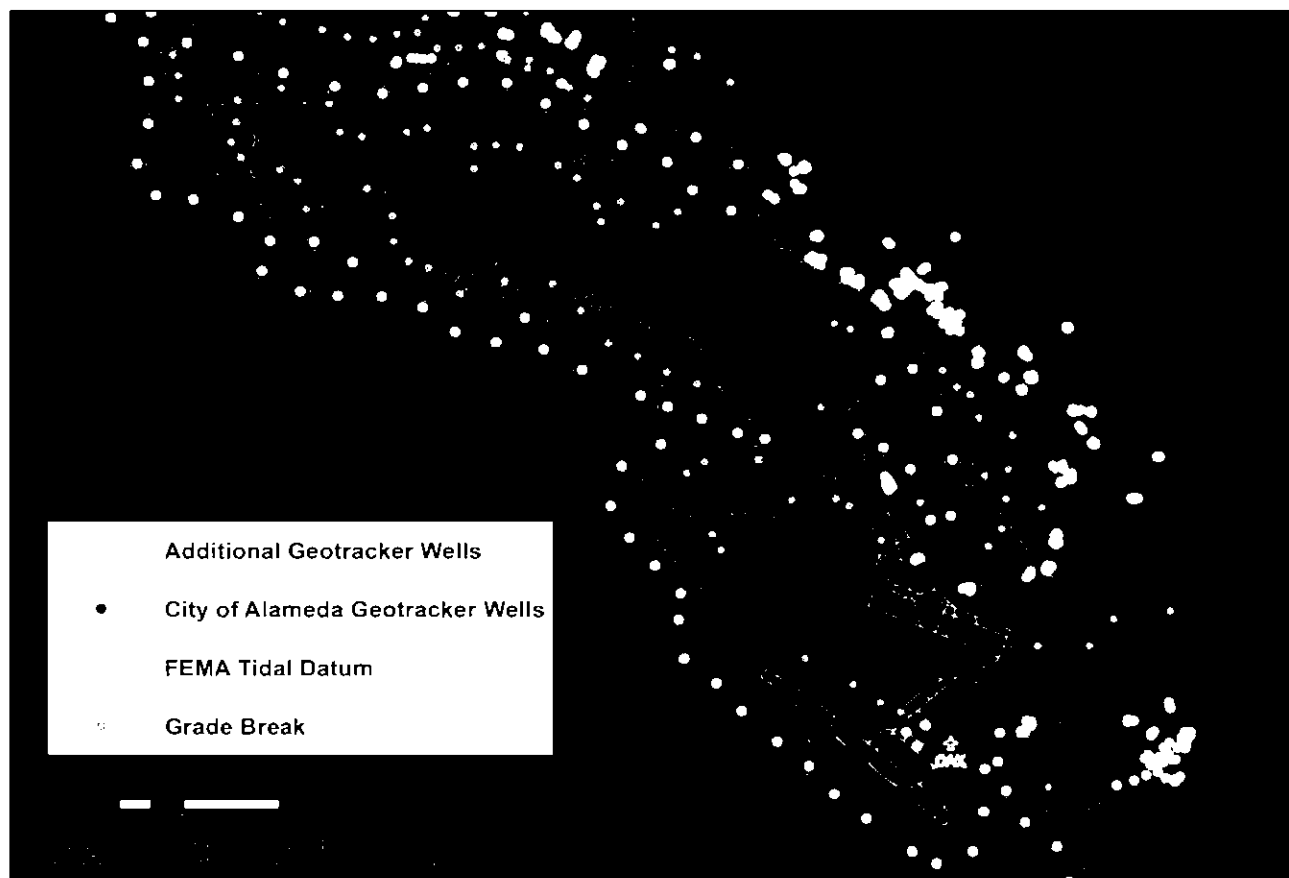 Additional Geotracker Wells
City of Alameda Geotracker Wells
FEMA Tidal Datum
Grade Break
OAK